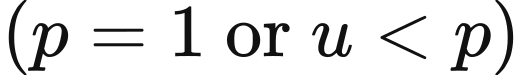 (p = 1 or u < p)